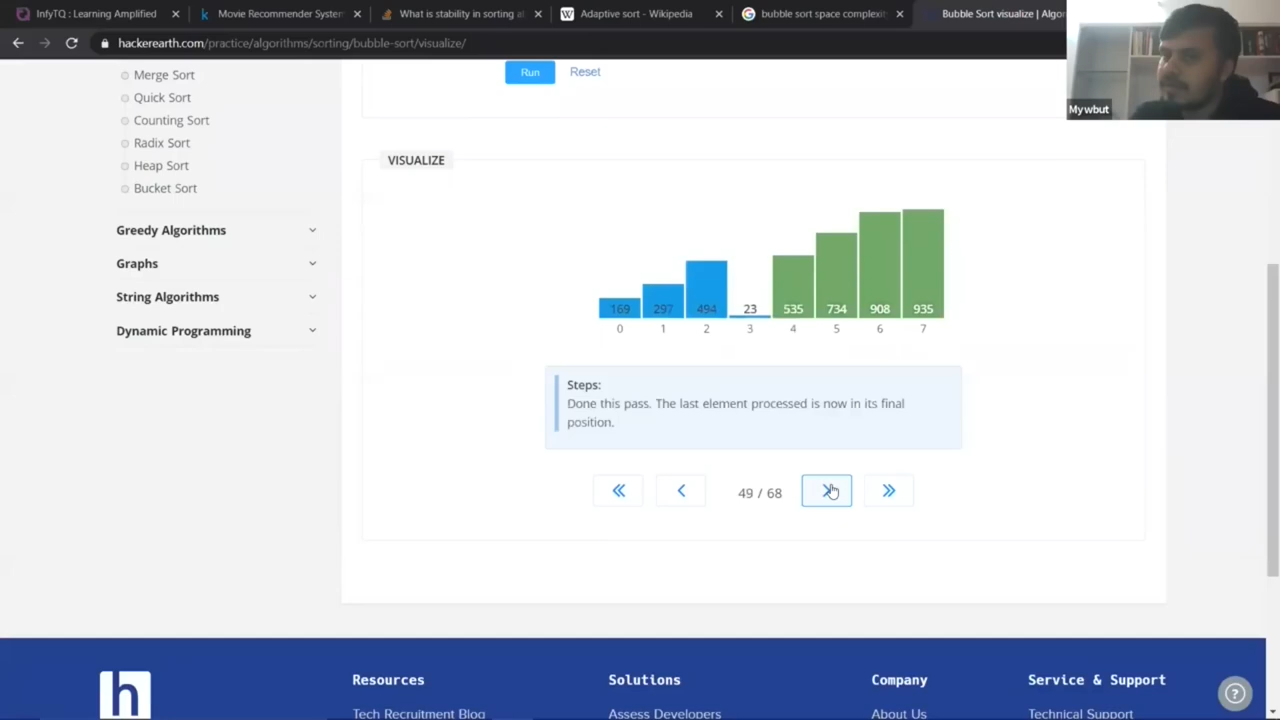 InfyTQ : Learning Amplified
Movie Recommender System
What is stability in sorting al
Adaptive sort - Wikipedia
bubble sort space complexity
Bubble Sort visualize | Algor
hackerearth.com/practice/algorithms/sorting/bubble-sort/visualize/
Mywbut
Merge Sort
Quick Sort
Counting Sort
Radix Sort
Heap Sort
Bucket Sort
Greedy Algorithms
Graphs
String Algorithms
Dynamic Programming
Run Reset
VISUALIZE
169 297 494 23 535 734 908 935
0 1 2 3 4 5 6 7
Steps:
Done this pass. The last element processed is now in its final
position.
49 / 68
h
Resources Solutions Company Service & Support
Tech Recruitment Blog Assess Developers About Us Technical Support